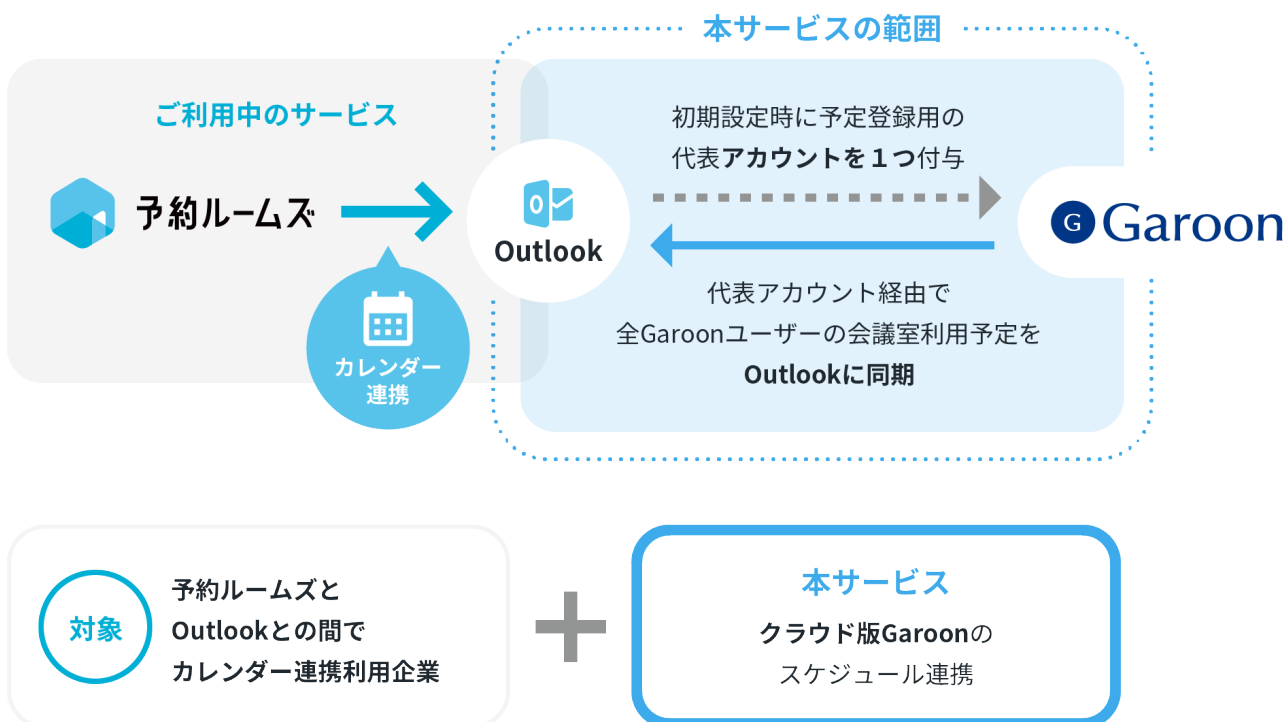 本サービスの範囲
ご利用中のサービス
初期設定時に予定登録用の
代表アカウントを１つ付与
予約ルームズ
Outlook
G Garoon
代表アカウント経由で
全Garoonユーザーの会議室利用予定を
Outlookに同期
カレンダー
連携
対象
予約ルームズと
Outlookとの間で
カレンダー連携利用企業
本サービス
クラウド版Garoonの
スケジュール連携